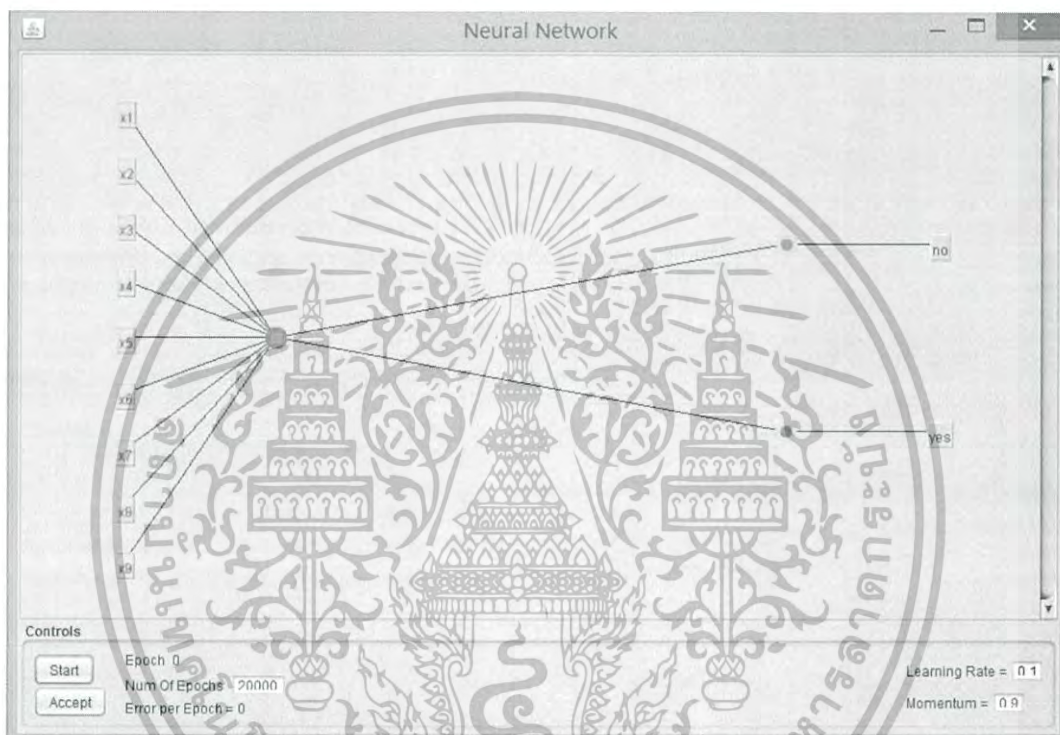 Neural Network
x1
x2
x3
x4
x5
x6
x7
x8
x9
no
yes
Controls
Start
Accept
Epoch 0
Num Of Epochs = 20000
Error per Epoch = 0
Learning Rate = 0.1
Momentum = 0.9